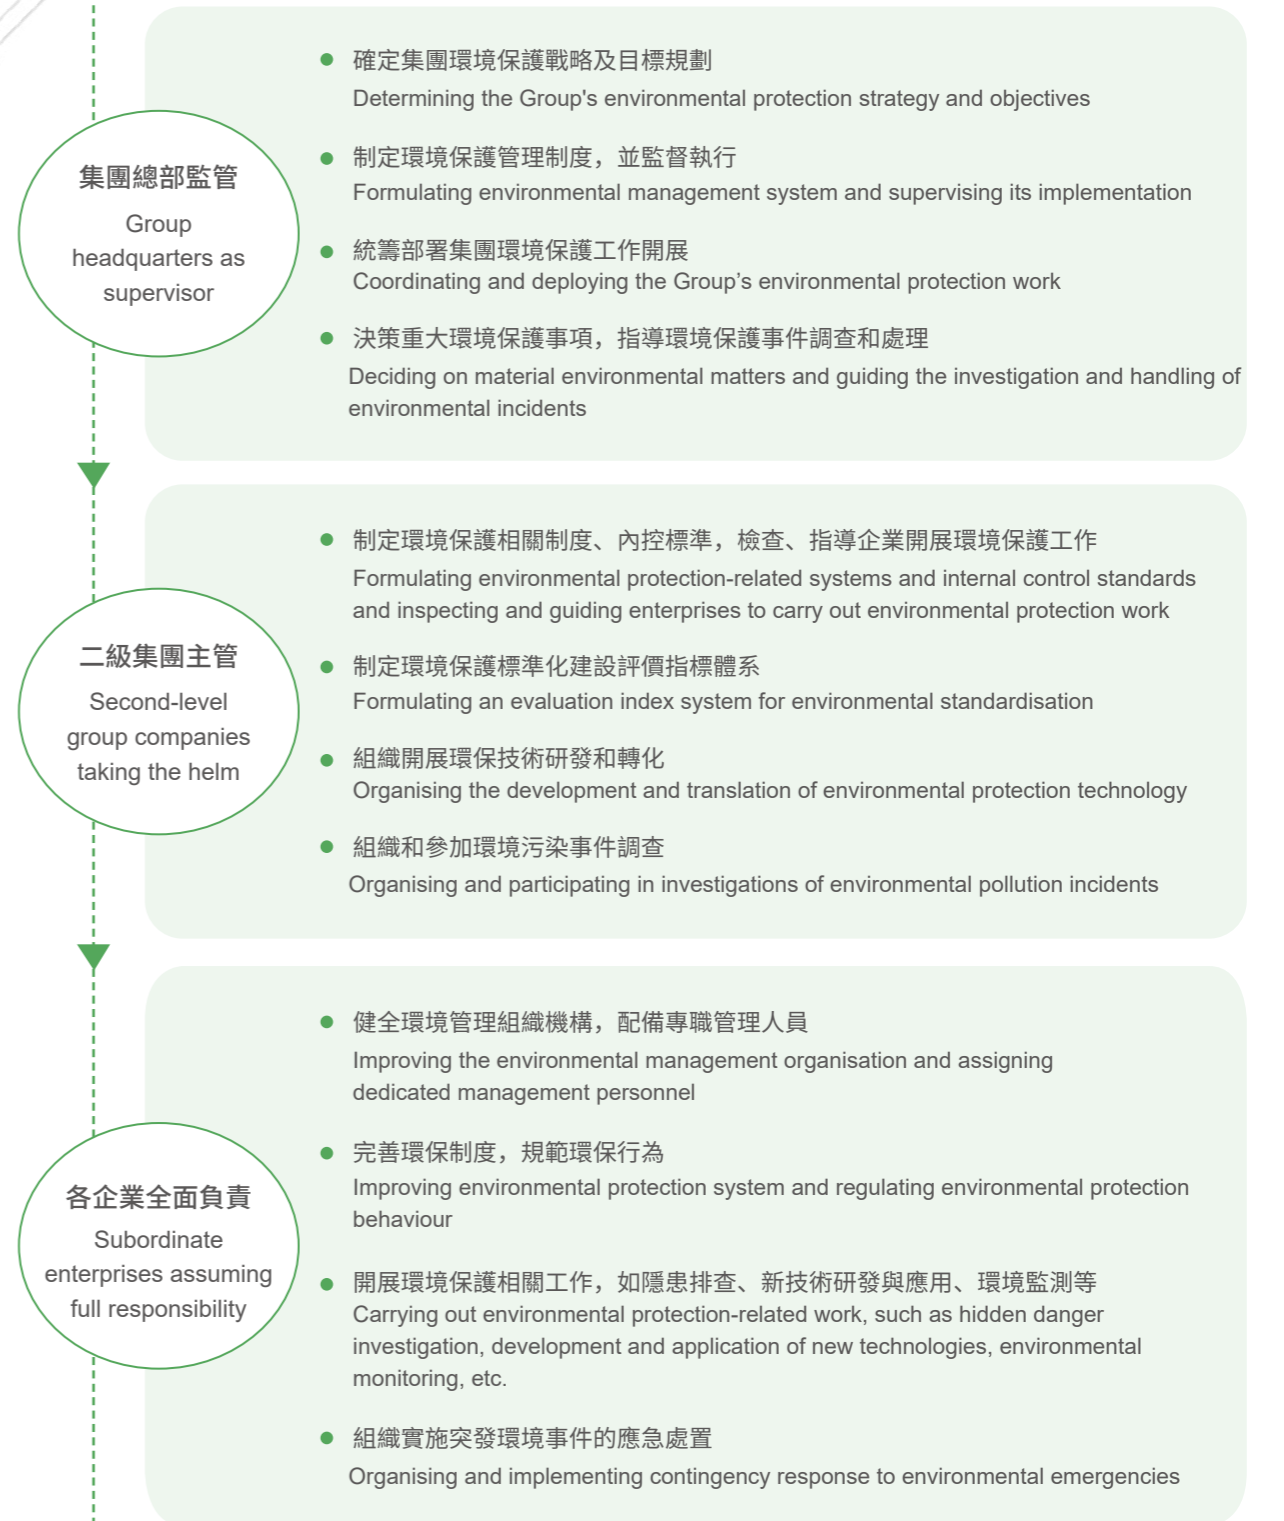 集團總部監管
Group
headquarters as
supervisor
確定集團環境保護戰略及目標規劃
Determining the Group's environmental protection strategy and objectives
制定環境保護管理制度，並監督執行
Formulating environmental management system and supervising its implementation
統籌部署集團環境保護工作開展
Coordinating and deploying the Group’s environmental protection work
決策重大環境保護事項，指導環境保護事件調查和處理
Deciding on material environmental matters and guiding the investigation and handling of
environmental incidents
二級集團主管
Second-level
group companies
taking the helm
制定環境保護相關制度、內控標準，檢查、指導企業開展環境保護工作
Formulating environmental protection-related systems and internal control standards
and inspecting and guiding enterprises to carry out environmental protection work
制定環境保護標準化建設評價指標體系
Formulating an evaluation index system for environmental standardisation
組織開展環保技術研發和轉化
Organising the development and translation of environmental protection technology
組織和參加環境污染事件調查
Organising and participating in investigations of environmental pollution incidents
各企業全面負責
Subordinate
enterprises assuming
full responsibility
健全環境管理組織機構，配備專職管理人員
Improving the environmental management organisation and assigning
dedicated management personnel
完善環保制度，規範環保行為
Improving environmental protection system and regulating environmental protection
behaviour
開展環境保護相關工作，如隱患排查、新技術研發與應用、環境監測等
Carrying out environmental protection-related work, such as hidden danger
investigation, development and application of new technologies, environmental
monitoring, etc.
組織實施突發環境事件的應急處置
Organising and implementing contingency response to environmental emergencies